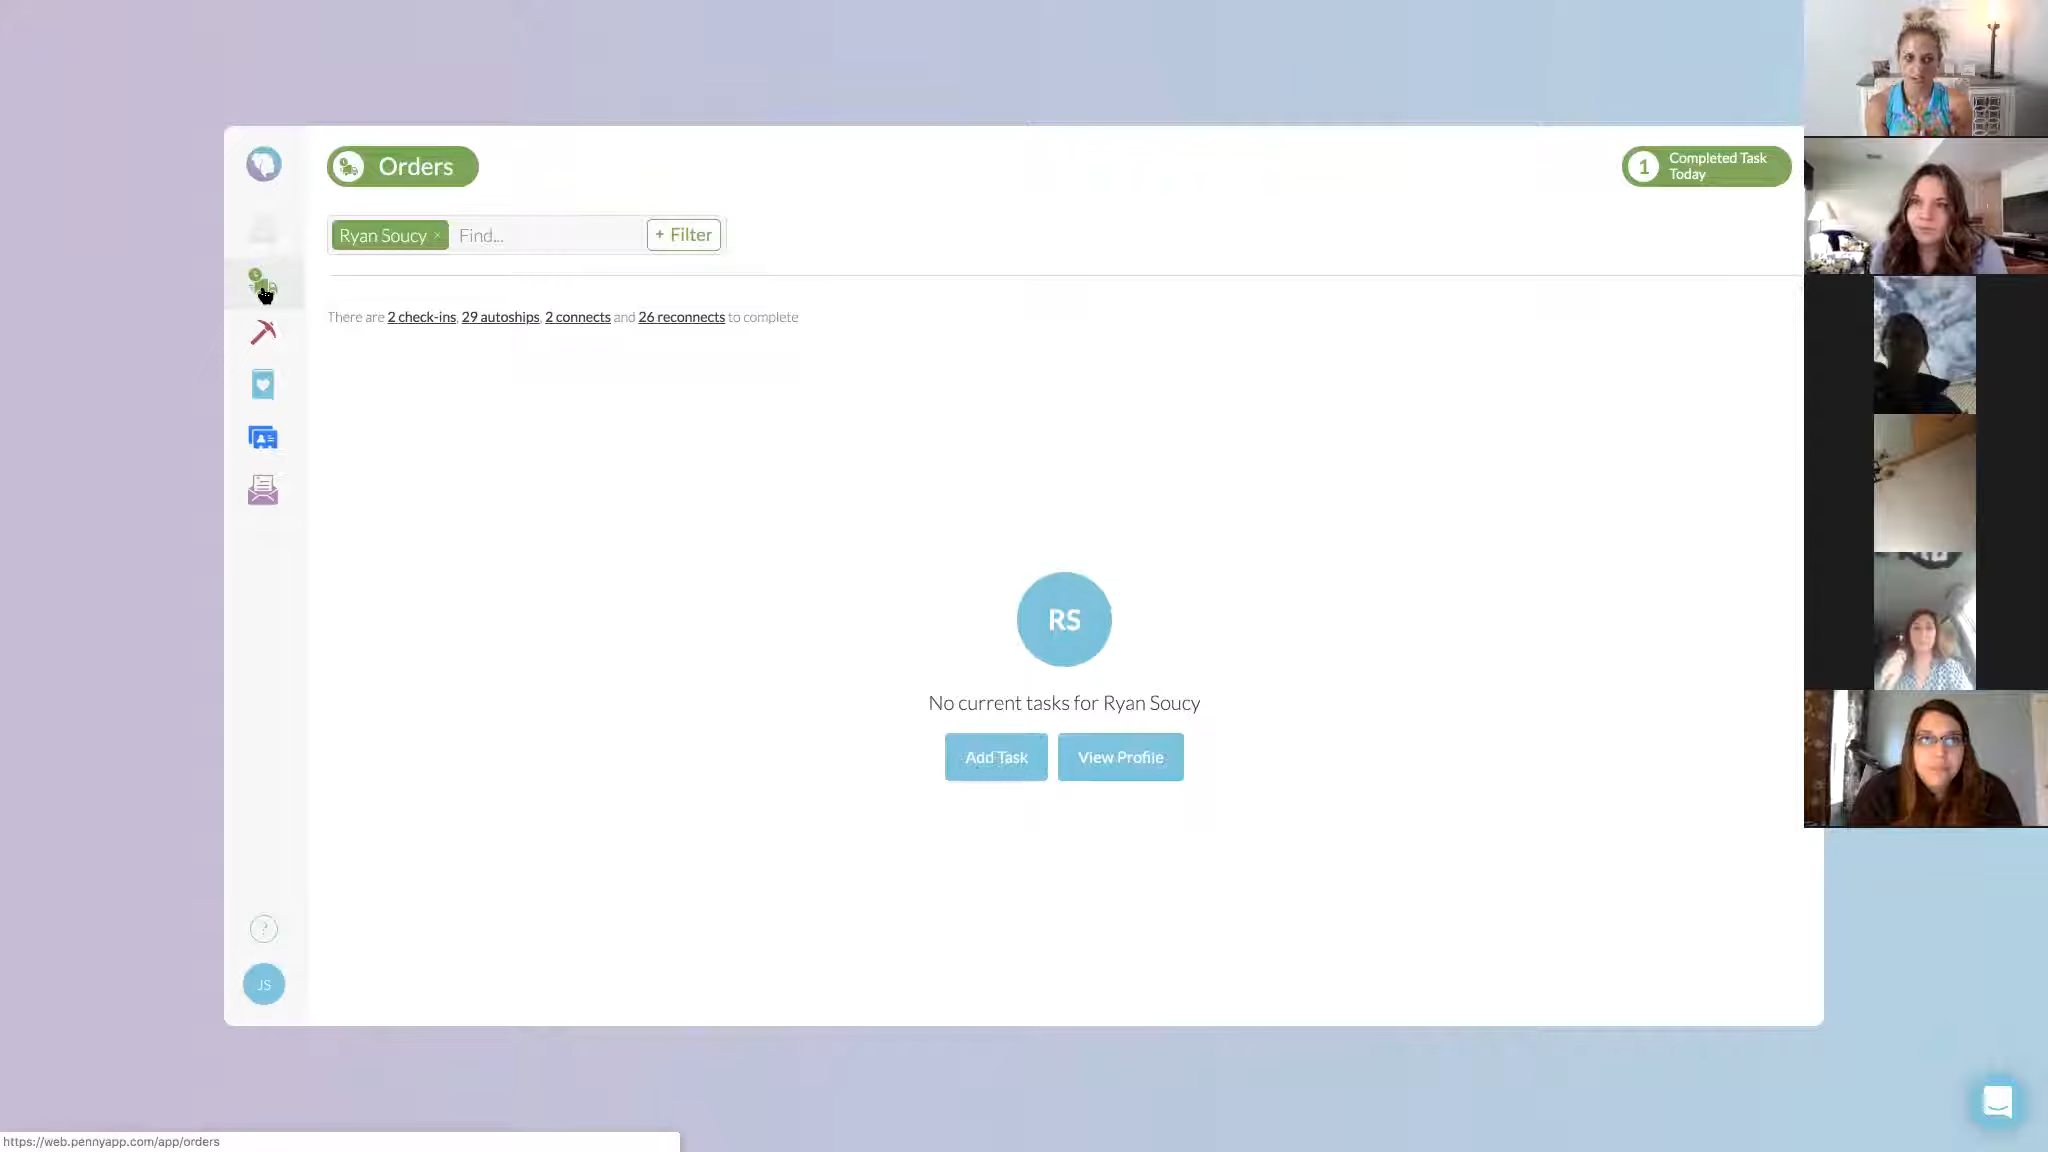 Orders
1
Completed Task
Today
Ryan Soucy × Find... + Filter
There are 2 check-ins, 29 autoships, 2 connects and 26 reconnects to complete
RS
No current tasks for Ryan Soucy
Add Task
View Profile
?
JS
https://web.pennyapp.com/app/orders